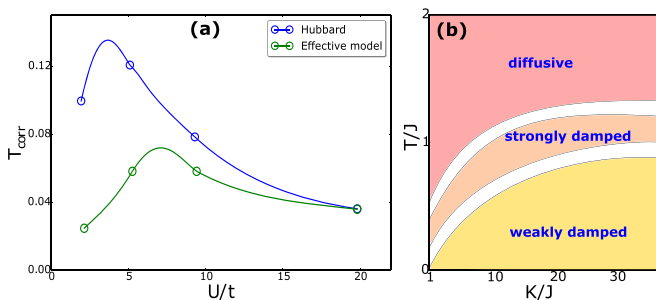 (a)
Hubbard
Effective model
T_corr
0.12
0.08
0.04
0.00
0
5
10
15
20
U/t
(b)
diffusive
strongly damped
weakly damped
T/J
2
1
0
1
10
20
30
K/J